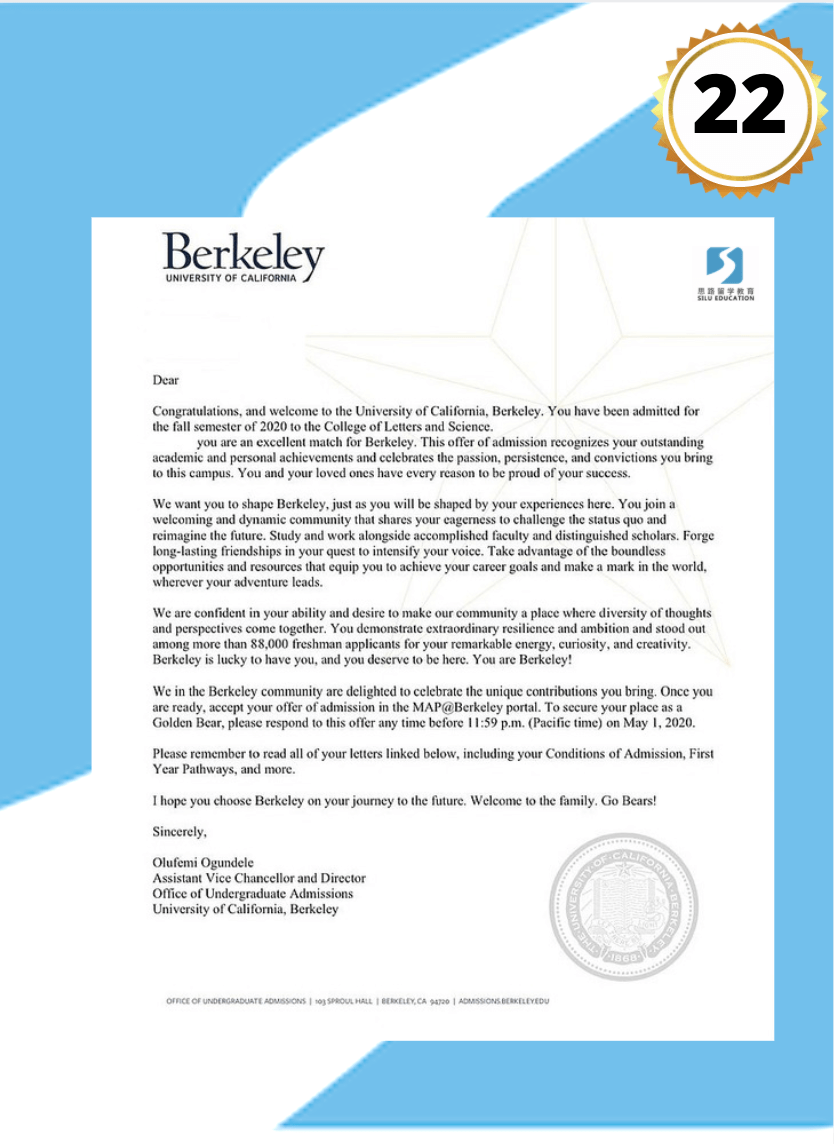 22
Berkeley
UNIVERSITY OF CALIFORNIA
思路留学教育
SILU EDUCATION
Dear
Congratulations, and welcome to the University of California, Berkeley. You have been admitted for
the fall semester of 2020 to the College of Letters and Science.
you are an excellent match for Berkeley. This offer of admission recognizes your outstanding
academic and personal achievements and celebrates the passion, persistence, and convictions you bring
to this campus. You and your loved ones have every reason to be proud of your success.
We want you to shape Berkeley, just as you will be shaped by your experiences here. You join a
welcoming and dynamic community that shares your eagerness to challenge the status quo and
reimagine the future. Study and work alongside accomplished faculty and distinguished scholars. Forge
long-lasting friendships in your quest to intensify your voice. Take advantage of the boundless
opportunities and resources that equip you to achieve your career goals and make a mark in the world,
wherever your adventure leads.
We are confident in your ability and desire to make our community a place where diversity of thoughts
and perspectives come together. You demonstrate extraordinary resilience and ambition and stood out
among more than 88,000 freshman applicants for your remarkable energy, curiosity, and creativity.
Berkeley is lucky to have you, and you deserve to be here. You are Berkeley!
We in the Berkeley community are delighted to celebrate the unique contributions you bring. Once you
are ready, accept your offer of admission in the MAP@Berkeley portal. To secure your place as a
Golden Bear, please respond to this offer any time before 11:59 p.m. (Pacific time) on May 1, 2020.
Please remember to read all of your letters linked below, including your Conditions of Admission, First
Year Pathways, and more.
I hope you choose Berkeley on your journey to the future. Welcome to the family. Go Bears!
Sincerely,
Olufemi Ogundele
Assistant Vice Chancellor and Director
Office of Undergraduate Admissions
University of California, Berkeley
·THE·UNIVERSITY·OF·CALIFORNIA·BERKELEY·
·1868·
OFFICE OF UNDERGRADUATE ADMISSIONS | 103 SPROUL HALL | BERKELEY, CA 94720 | ADMISSIONS.BERKELEY.EDU